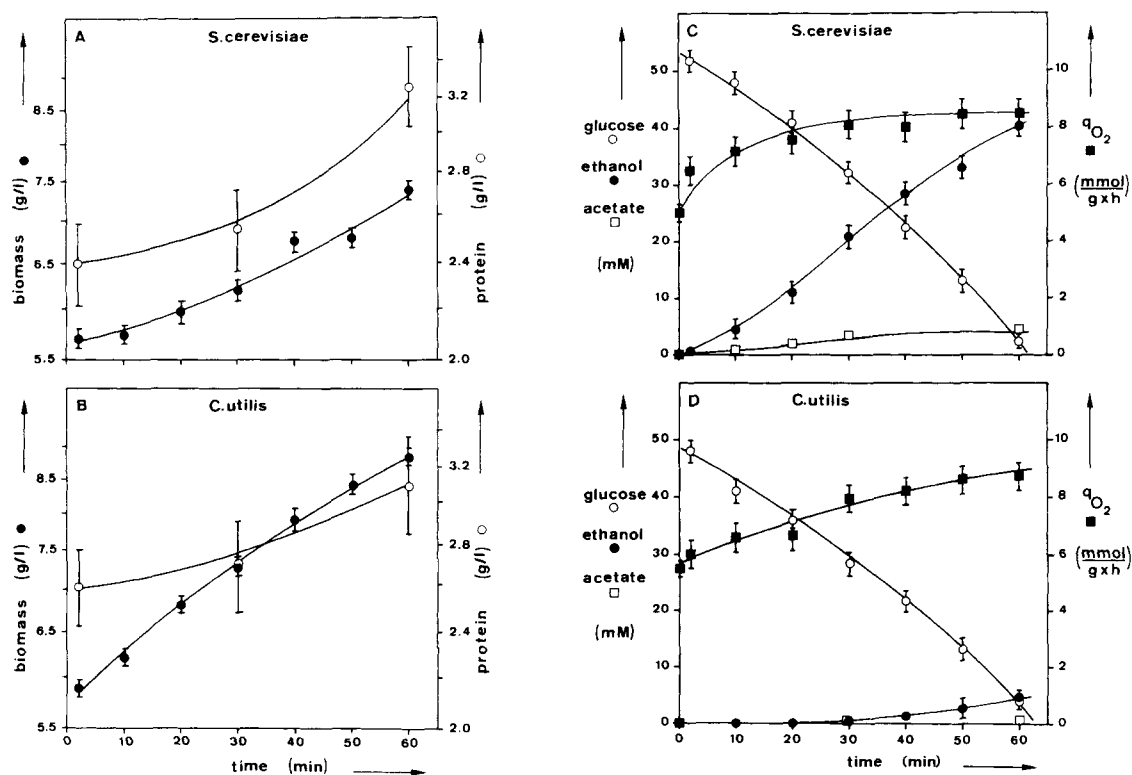 A
S.cerevisiae
8.5
7.5
6.5
5.5
biomass (g/l)
3.2
2.8
2.4
2.0
protein (g/l)
C
S.cerevisiae
glucose
ethanol
acetate
(mM)
50
40
30
20
10
0
10
8
6
4
2
0
qO2
(mmol/gxh)
B
C.utilis
8.5
7.5
6.5
5.5
biomass (g/l)
3.2
2.8
2.4
2.0
protein (g/l)
0 10 20 30 40 50 60
time (min)
D
C.utilis
glucose
ethanol
acetate
(mM)
50
40
30
20
10
0
10
8
6
4
2
0
qO2
(mmol/gxh)
0 10 20 30 40 50 60
time (min)